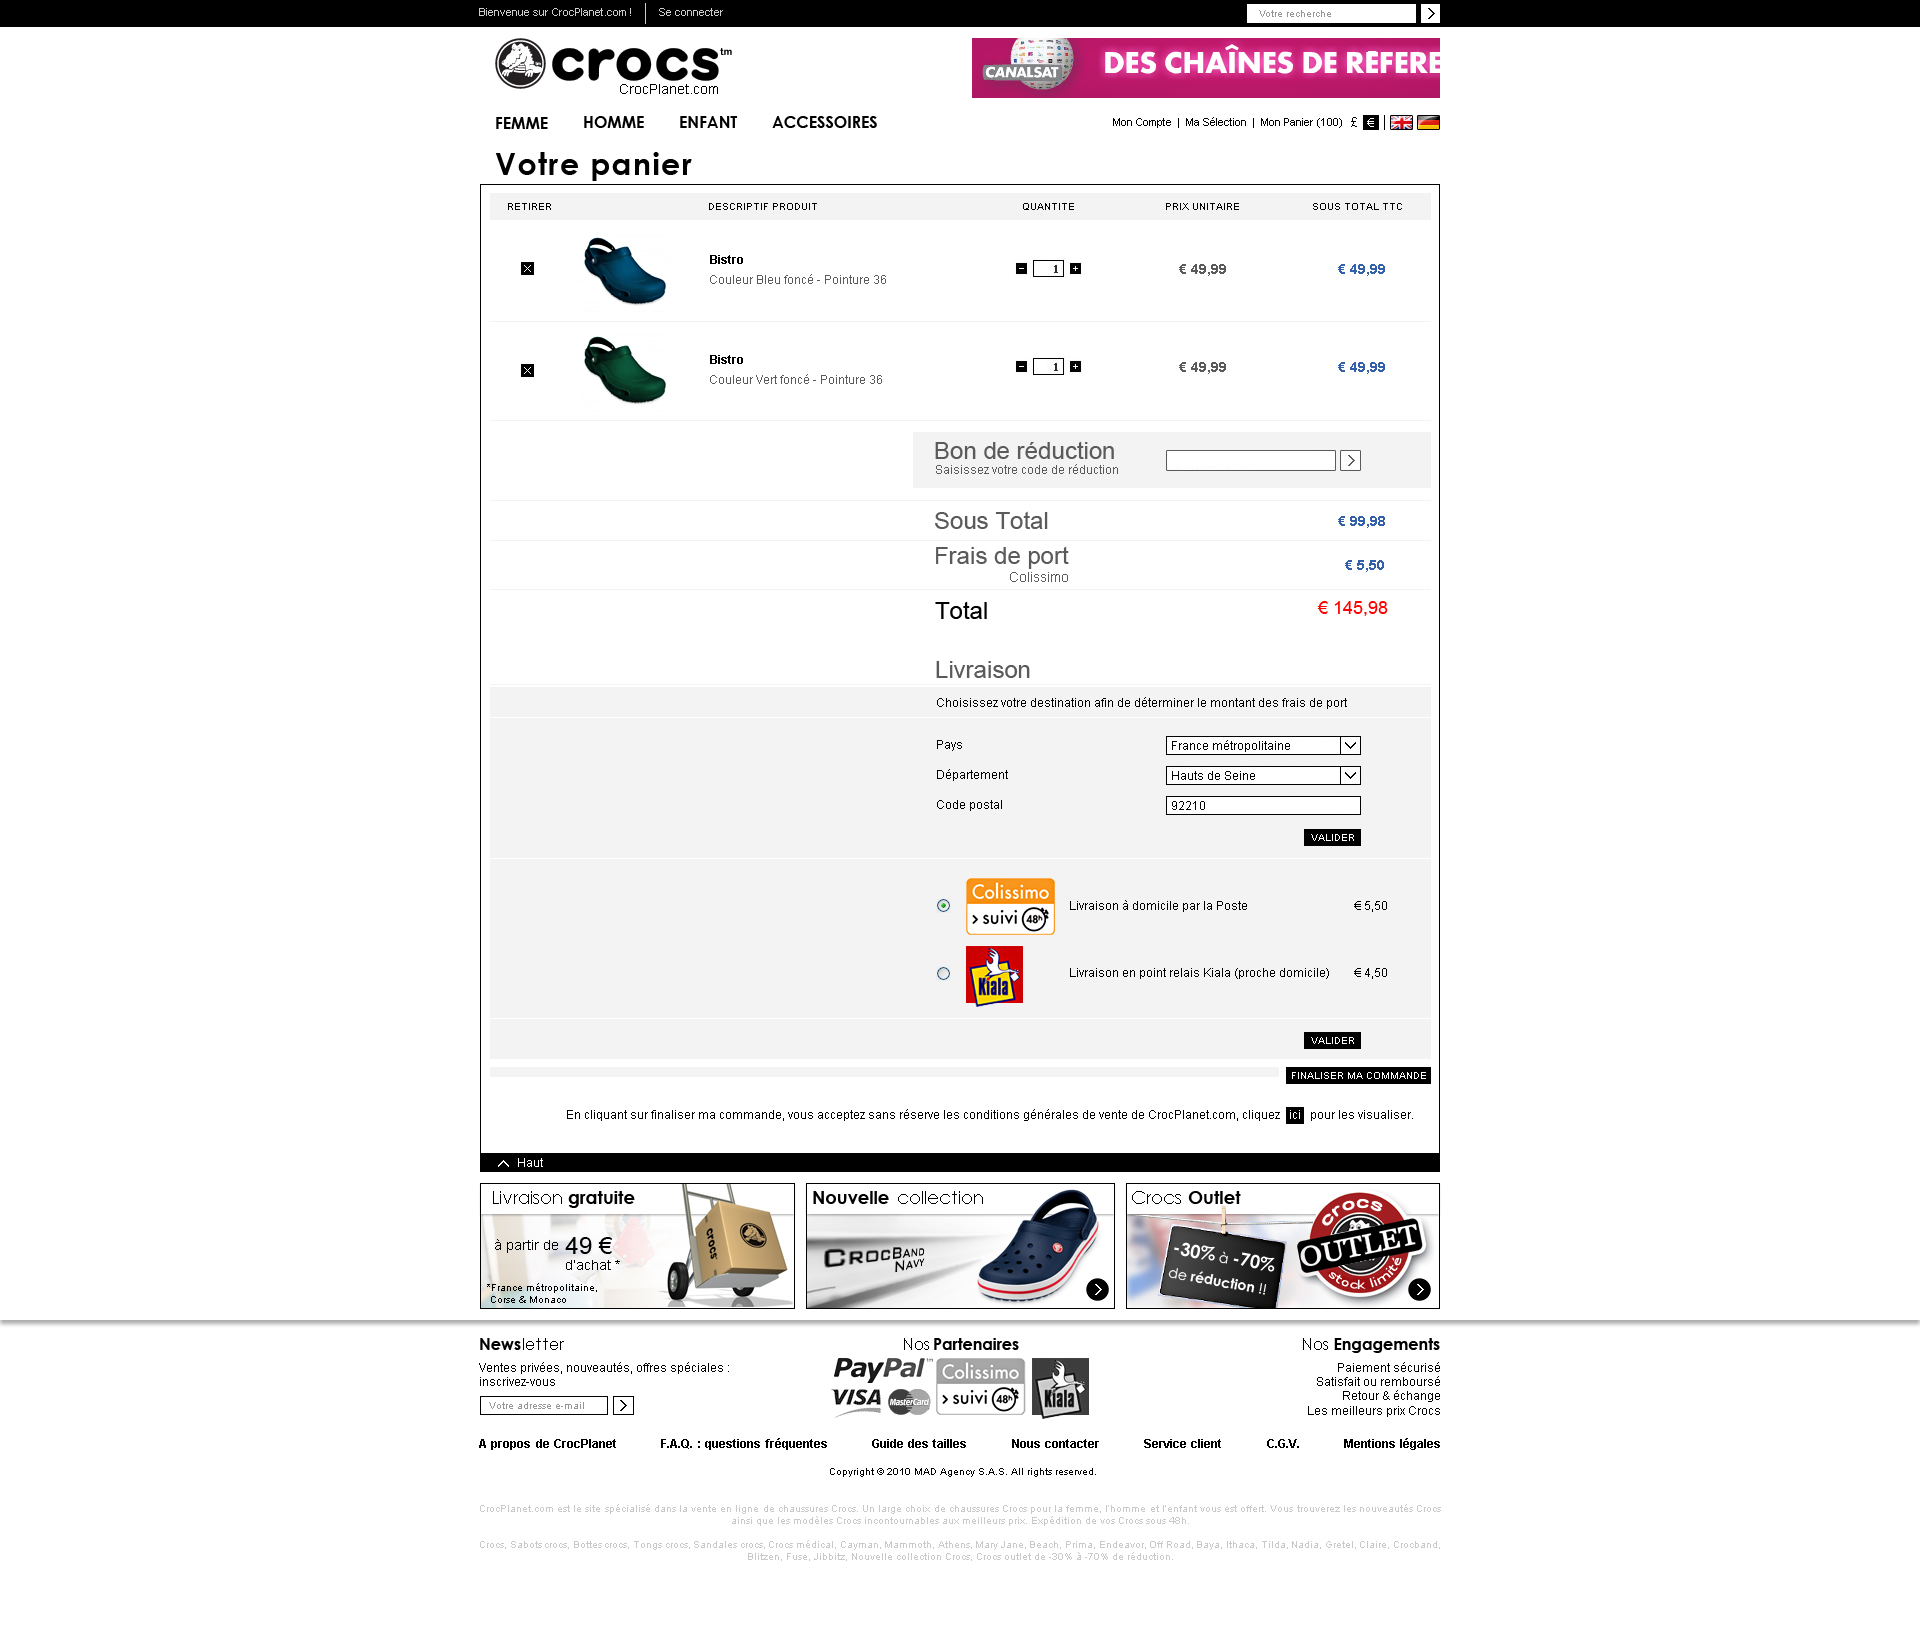 Bienvenue sur CrocPlanet.com !
Se connecter
Votre recherche
crocs™
CrocPlanet.com
CANALSAT
DES CHAÎNES DE RÉFÉRE
FEMME
HOMME
ENFANT
ACCESSOIRES
Mon Compte | Ma Sélection | Mon Panier (100) £ €
Votre panier
RETIRER
DESCRIPTIF PRODUIT
QUANTITE
PRIX UNITAIRE
SOUS TOTAL TTC
Bistro
Couleur Bleu foncé - Pointure 36
1
€ 49,99
€ 49,99
Bistro
Couleur Vert foncé - Pointure 36
1
€ 49,99
€ 49,99
Bon de réduction
Saisissez votre code de réduction
Sous Total
€ 99,98
Frais de port
Colissimo
€ 5,50
Total
€ 145,98
Livraison
Choisissez votre destination afin de déterminer le montant des frais de port
Pays
France métropolitaine
Département
Hauts de Seine
Code postal
92210
VALIDER
Colissimo
> suivi 48h
Livraison à domicile par la Poste
€ 5,50
Kiala
Livraison en point relais Kiala (proche domicile)
€ 4,50
VALIDER
FINALISER MA COMMANDE
En cliquant sur finaliser ma commande, vous acceptez sans réserve les conditions générales de vente de CrocPlanet.com, cliquez ici pour les visualiser.
Haut
Livraison gratuite
à partir de 49 €
d'achat *
*France métropolitaine,
Corse & Monaco
crocs
Nouvelle collection
CROCBAND
NAVY
Crocs Outlet
-30% à -70%
de réduction !!
crocs
OUTLET
stock limité
Newsletter
Ventes privées, nouveautés, offres spéciales :
inscrivez-vous
Votre adresse e-mail
Nos Partenaires
PayPal™
VISA
MasterCard
Colissimo
> suivi 48h
Kiala
Nos Engagements
Paiement sécurisé
Satisfait ou remboursé
Retour & échange
Les meilleurs prix Crocs
A propos de CrocPlanet
F.A.Q. : questions fréquentes
Guide des tailles
Nous contacter
Service client
C.G.V.
Mentions légales
Copyright © 2010 MAD Agency S.A.S. All rights reserved.
CrocPlanet.com est le site spécialisé dans la vente en ligne de chaussures Crocs. Un large choix de chaussures Crocs pour la femme, l'homme et l'enfant vous est offert. Vous trouverez les nouveautés Crocs
ainsi que les modèles Crocs incontournables aux meilleurs prix. Expédition de vos Crocs sous 48h.
Crocs, Sabots crocs, Bottes crocs, Tongs crocs, Sandales crocs, Crocs médical, Cayman, Mammoth, Athens, Mary Jane, Beach, Prima, Endeavor, Off Road, Baya, Ithaca, Tilda, Nadia, Gretel, Claire, Crocband,
Blitzen, Fuse, Jibbitz, Nouvelle collection Crocs, Crocs outlet de -30% à -70% de réduction.